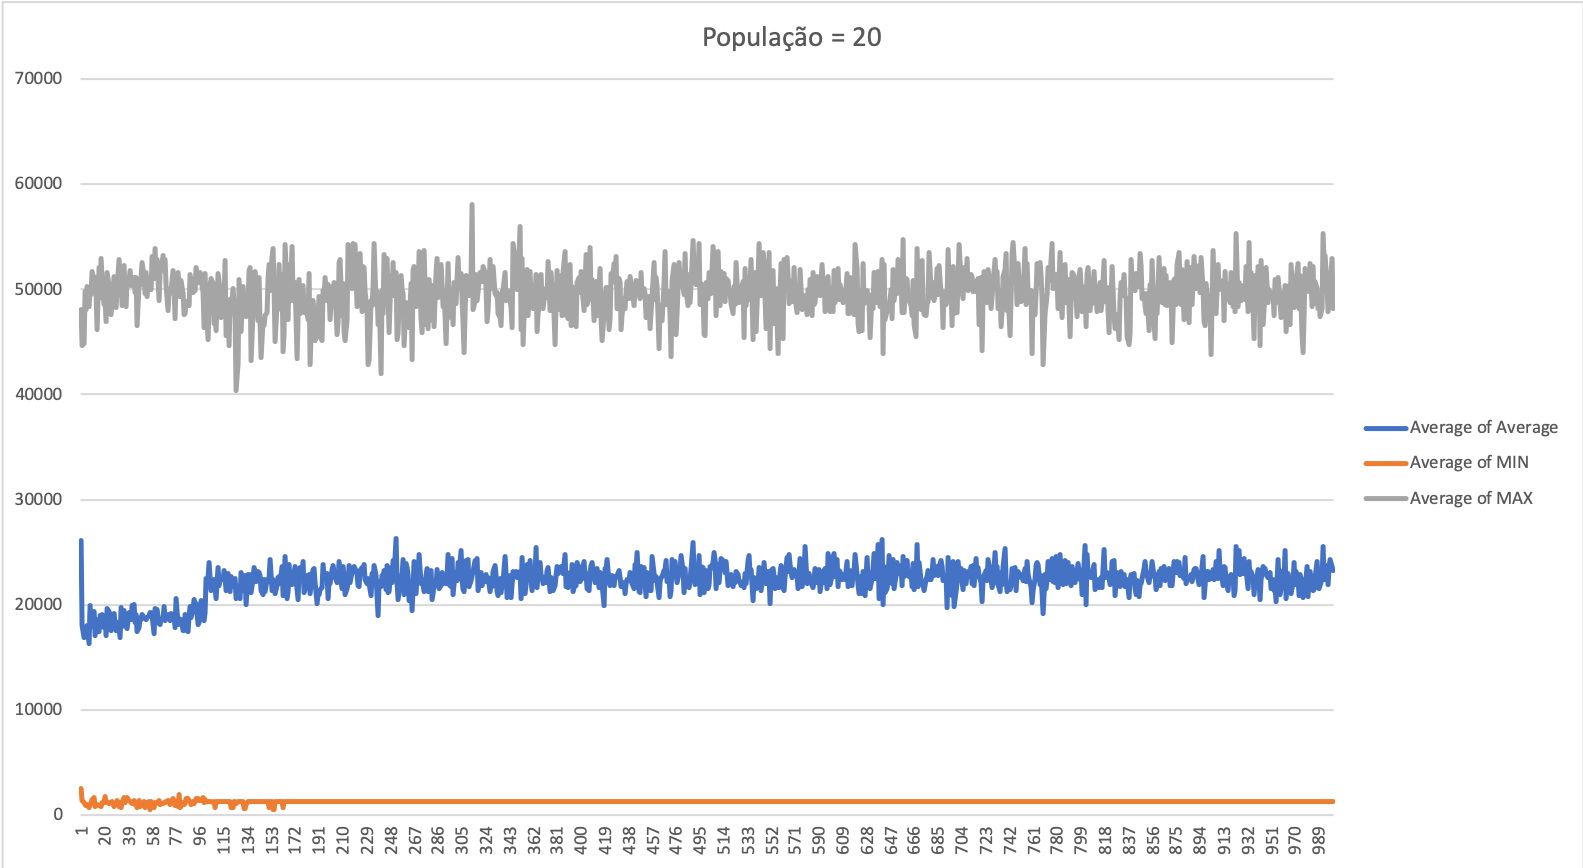 População = 20
70000
60000
50000
40000
30000
20000
10000
0
1 20 39 58 77 96 115 134 153 172 191 210 229 248 267 286 305 324 343 362 381 400 419 438 457 476 495 514 533 552 571 590 609 628 647 666 685 704 723 742 761 780 799 818 837 856 875 894 913 932 951 970 989
Average of Average
Average of MIN
Average of MAX